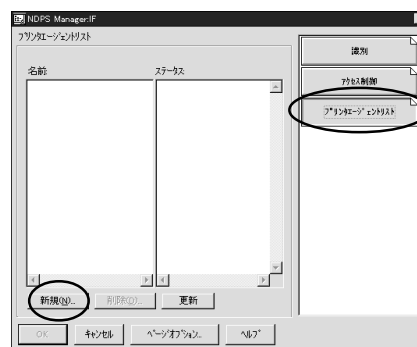 NDPS Manager:IF
ﾌﾟﾘﾝﾀｴｰｼﾞｪﾝﾄﾘｽﾄ
名前:
ｽﾃｰﾀｽ:
新規(N)...
削除(D)...
更新
識別
ｱｸｾｽ制御
ﾌﾟﾘﾝﾀｴｰｼﾞｪﾝﾄﾘｽﾄ
OK
ｷｬﾝｾﾙ
ﾍﾟｰｼﾞｵﾌﾟｼｮﾝ...
ﾍﾙﾌﾟ